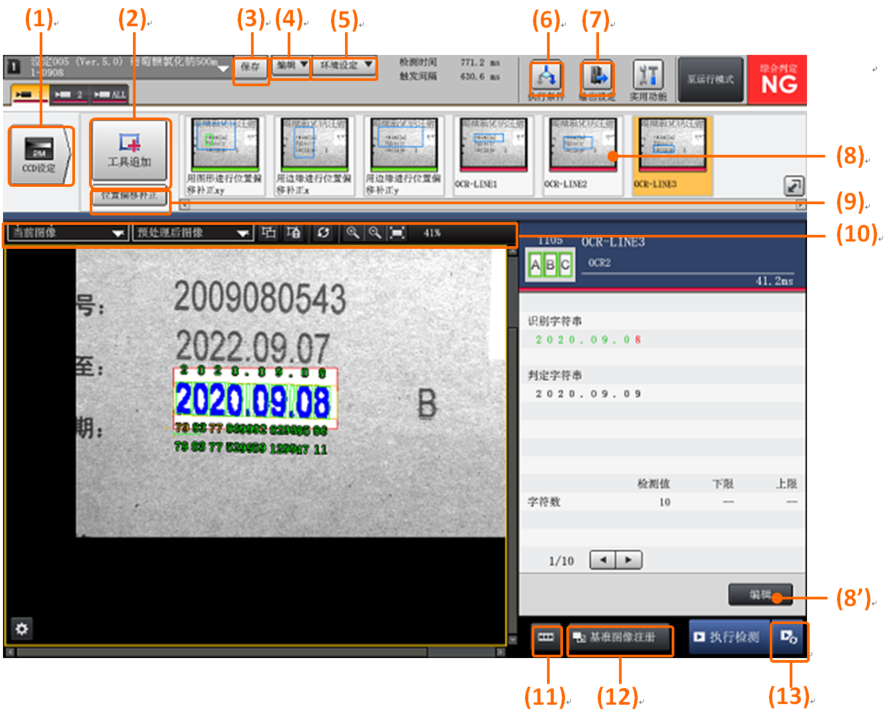 (1)
(2)
(3)
(4)
(5)
(6)
(7)
1
设定005 (Ver.5.0) 葡萄糖氯化钠500m
1-0908
保存
编辑
环境设定
检测时间 771.2 ms
触发间隔 630.6 ms
执行条件
输出设定
实用功能
至运行模式
综合判定
NG
2
ALL
2M
CCD设定
工具追加
位置偏移补正
用图形进行位置偏
移补正xy
用边缘进行位置偏
移补正x
用边缘进行位置偏
移补正y
OCR-LINE1
OCR-LINE2
OCR-LINE3
(8)
(9)
(10)
当前图像
预处理后图像
41%
1105 OCR-LINE3
ABC
OCR2
41.2ms
号: 2009080543
至: 2022.09.07
2020.09.08
2020.09.08
期:
B
识别字符串
2020.09.08
判定字符串
2020.09.09
检测值 下限 上限
字符数 10 — —
1/10
编辑
(8’)
基准图像注册
执行检测
(11)
(12)
(13)